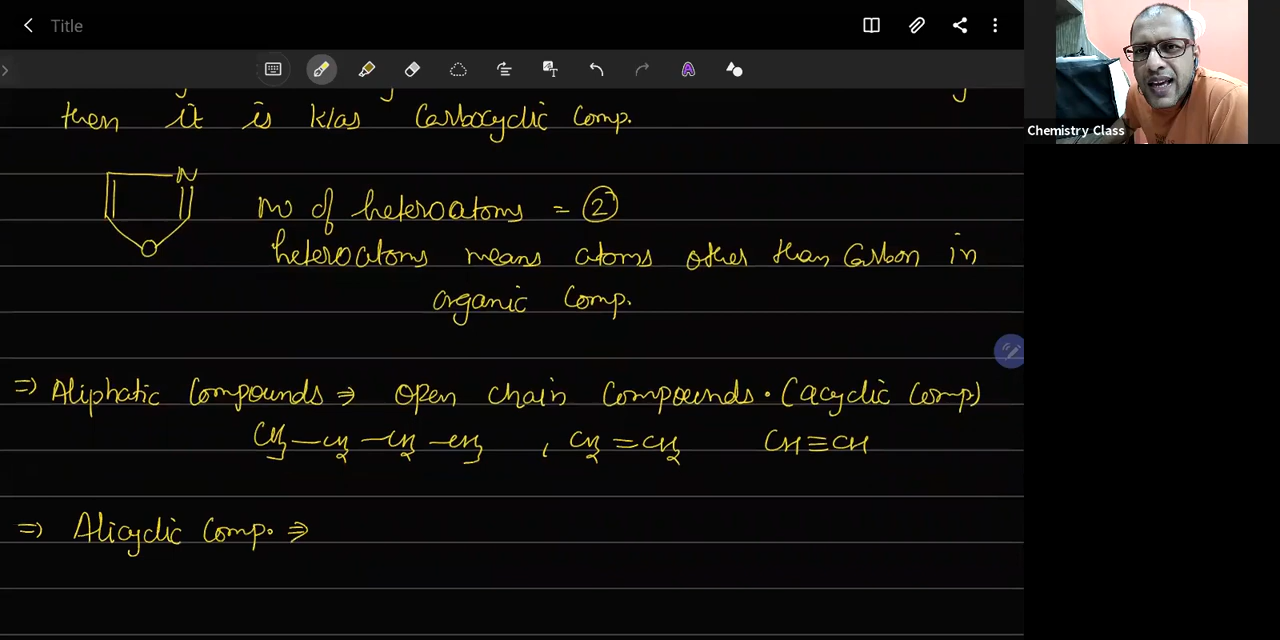 Title
Chemistry Class
then it is k/as Carbocyclic Comp.
N
no of heteroatoms = 2
O
heteroatoms means atoms other than Carbon in
organic Comp.
⇒ Aliphatic Compounds ⇒ Open chain Compounds. (acyclic Comp)
CH3—CH2—CH2—CH3 , CH2=CH2 CH≡CH
⇒ Alicyclic Comp. ⇒